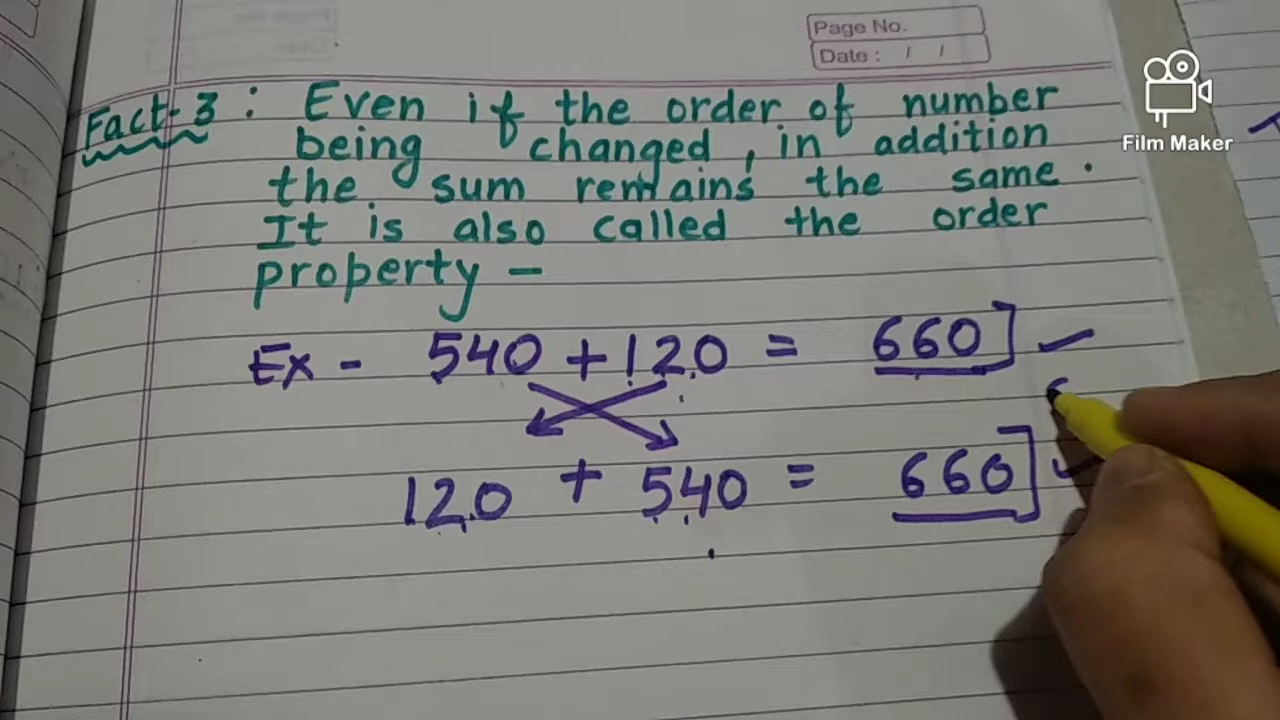 Page No.
Date : / /
Film Maker
Fact-3 : Even if the order of number
being changed, in addition
the sum remains the same.
It is also called the order
property -
Ex - 540 + 120 = 660] ✓
120 + 540 = 660] ✓